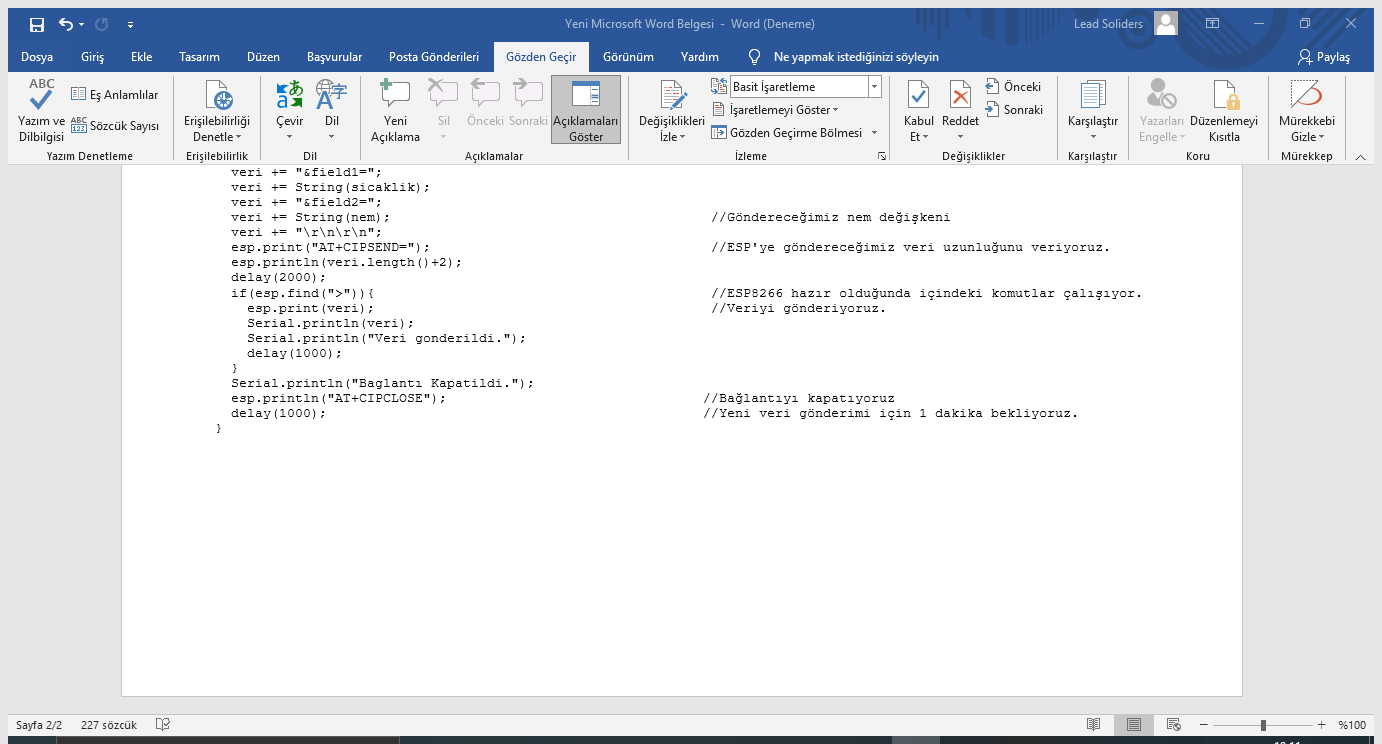 Yeni Microsoft Word Belgesi - Word (Deneme)
Lead Soliders
Dosya Giriş Ekle Tasarım Düzen Başvurular Posta Gönderileri Gözden Geçir Görünüm Yardım Ne yapmak istediğinizi söyleyin Paylaş
ABC
Yazım ve Dilbilgisi
Eş Anlamlılar
ABC 123 Sözcük Sayısı
Yazım Denetleme
Erişilebilirliği Denetle
Erişilebilirlik
Çevir
Dil
Dil
Yeni Açıklama
Sil
Önceki
Sonraki
Açıklamaları Göster
Açıklamalar
Değişiklikleri İzle
Basit İşaretleme
İşaretlemeyi Göster
Gözden Geçirme Bölmesi
İzleme
Kabul Et
Reddet
Önceki
Sonraki
Değişiklikler
Karşılaştır
Karşılaştır
Yazarları Engelle
Düzenlemeyi Kısıtla
Koru
Mürekkebi Gizle
Mürekkep
veri += "&field1=";
veri += String(sicaklik);
veri += "&field2=";
veri += String(nem); //Göndereceğimiz nem değişkeni
veri += "\r\n\r\n";
esp.print("AT+CIPSEND="); //ESP'ye göndereceğimiz veri uzunluğunu veriyoruz.
esp.println(veri.length()+2);
delay(2000);
if(esp.find(">")){ //ESP8266 hazır olduğunda içindeki komutlar çalışıyor.
esp.print(veri); //Veriyi gönderiyoruz.
Serial.println(veri);
Serial.println("Veri gonderildi.");
delay(1000);
}
Serial.println("Baglantı Kapatildi.");
esp.println("AT+CIPCLOSE"); //Bağlantıyı kapatıyoruz
delay(1000); //Yeni veri gönderimi için 1 dakika bekliyoruz.
}
Sayfa 2/2 227 sözcük %100